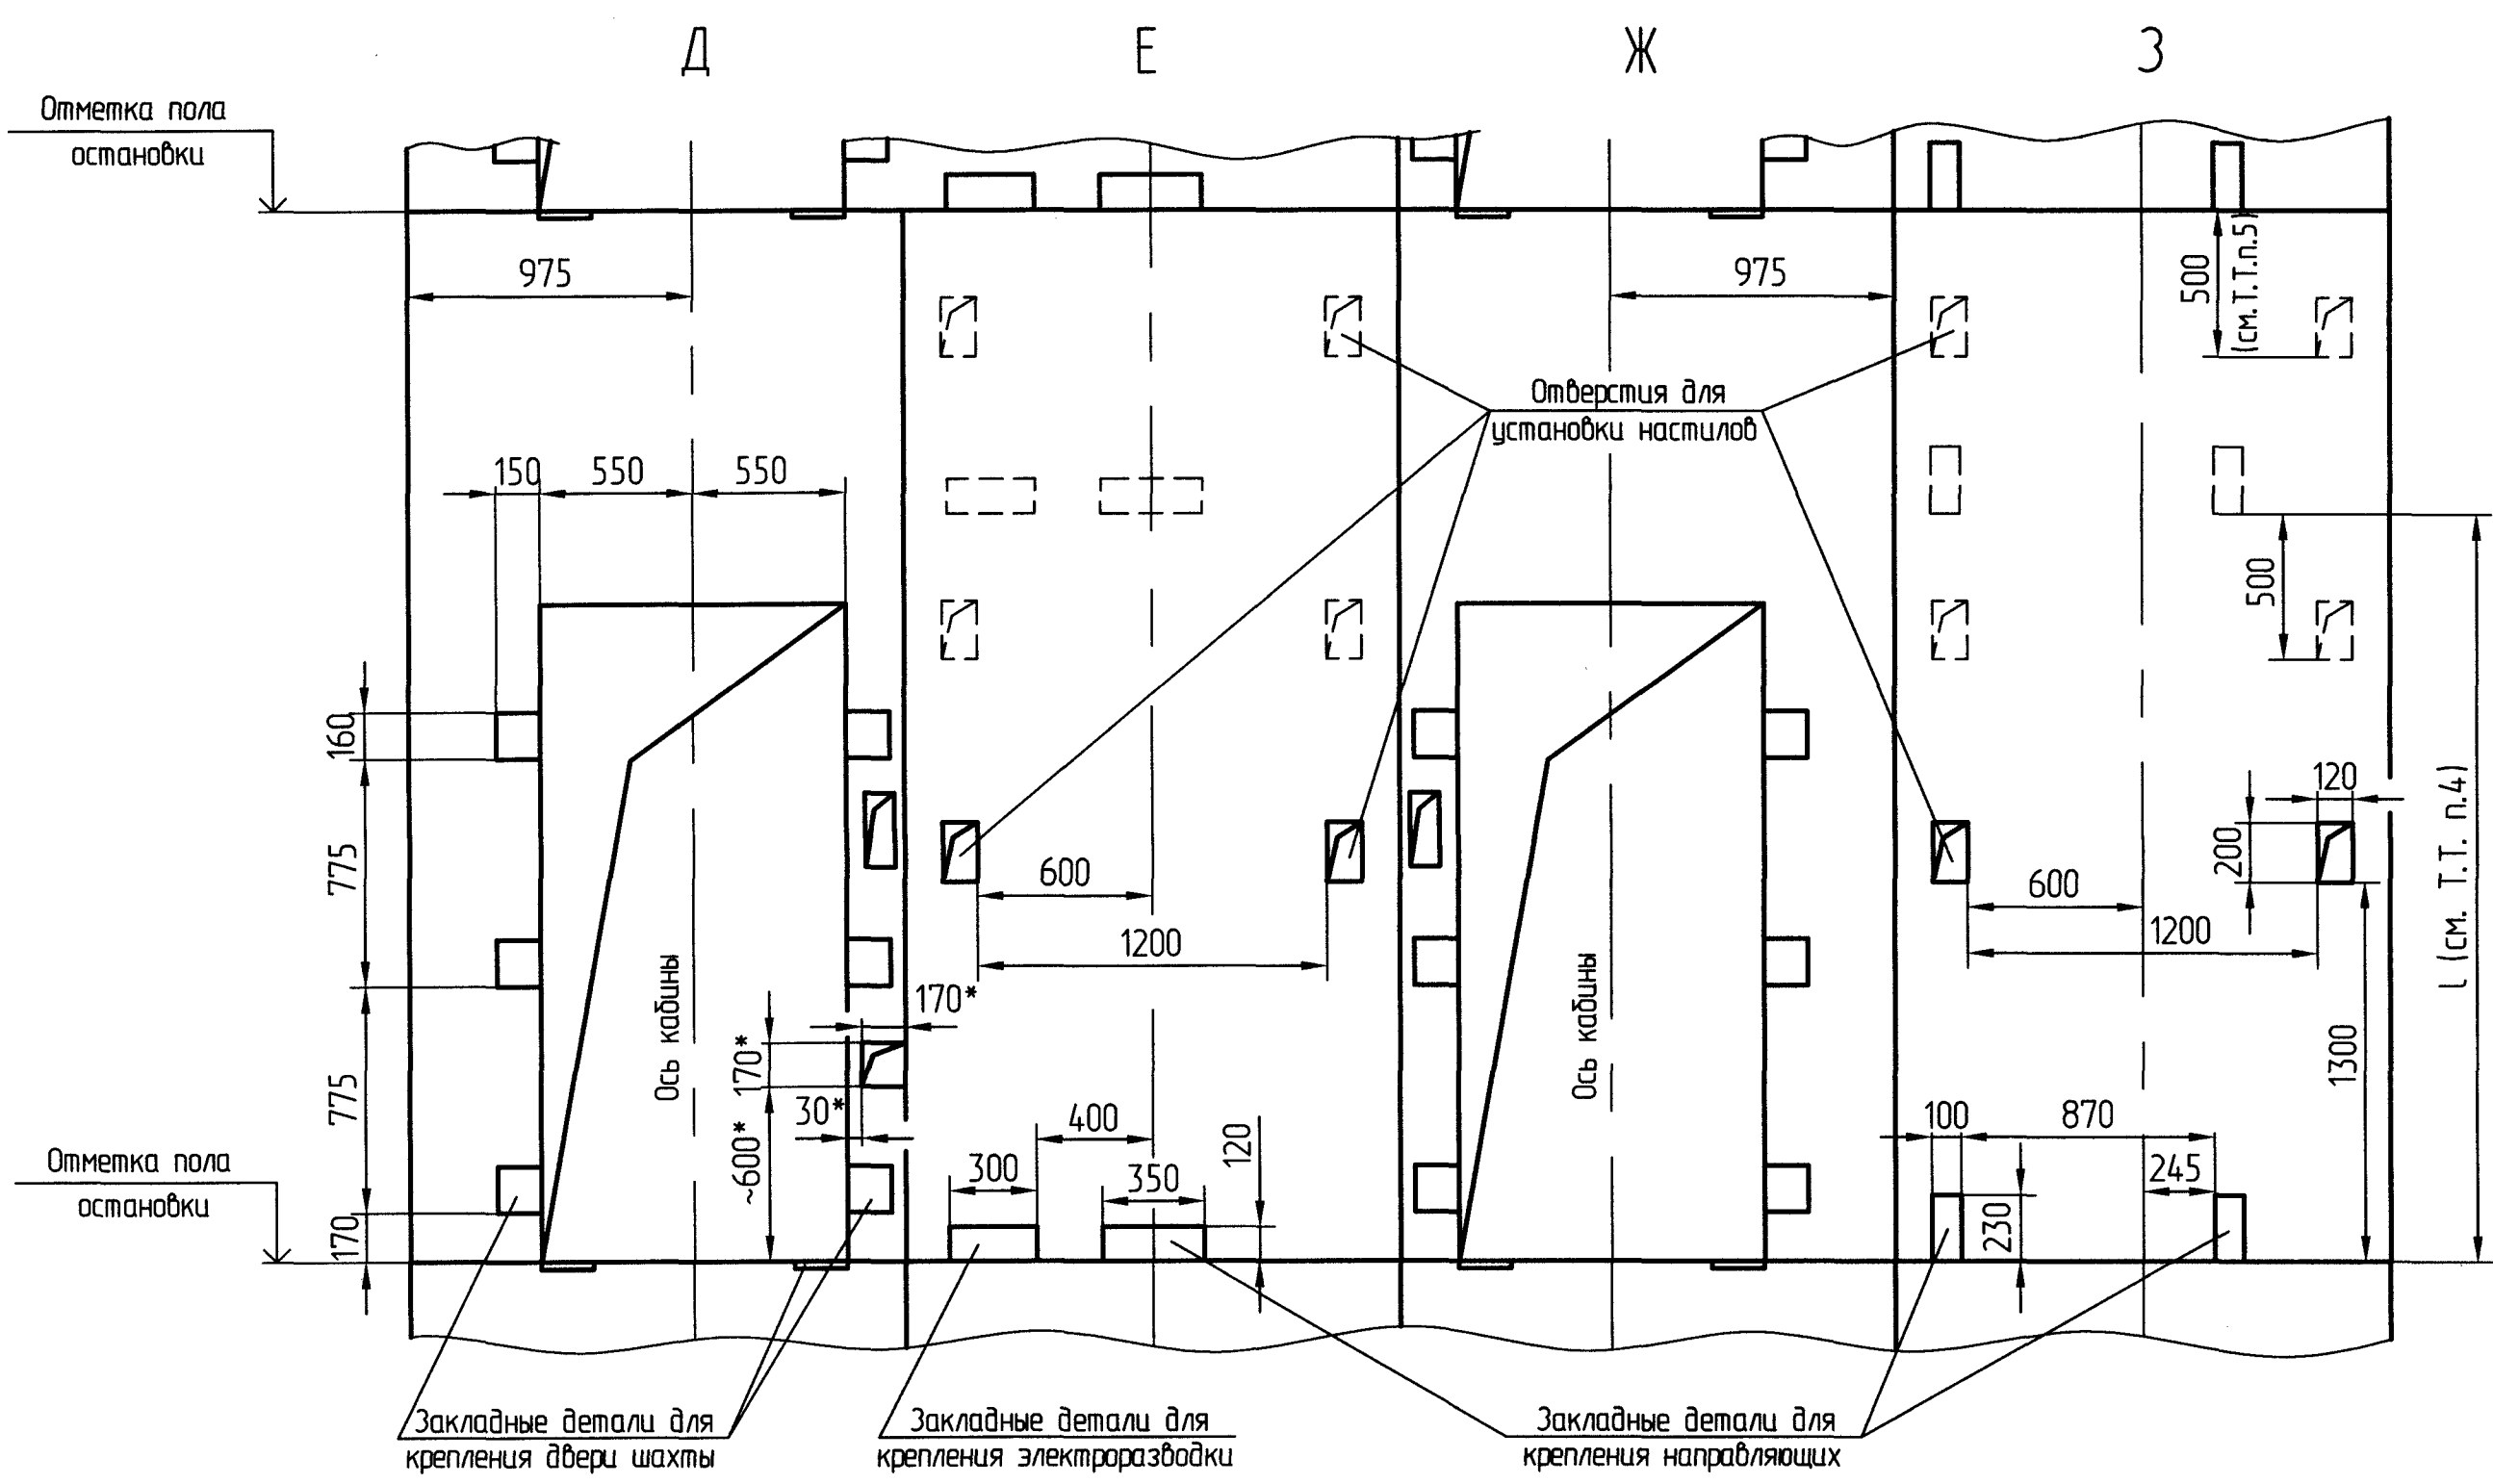 Д Е Ж З
Отметка пола
остановки
975
975
500
(см.Т.Т.п.5)
Отверстия для
установки настилов
150 550 550
500
160
120
775
200
l (см. Т.Т. п.4)
600
600
1200
1200
Ось кабины
Ось кабины
170*
170*
1300
775
30*
~600*
400
120
100 870
Отметка пола
остановки
300
350
245
230
170
Закладные детали для
крепления двери шахты
Закладные детали для
крепления электроразводки
Закладные детали для
крепления направляющих